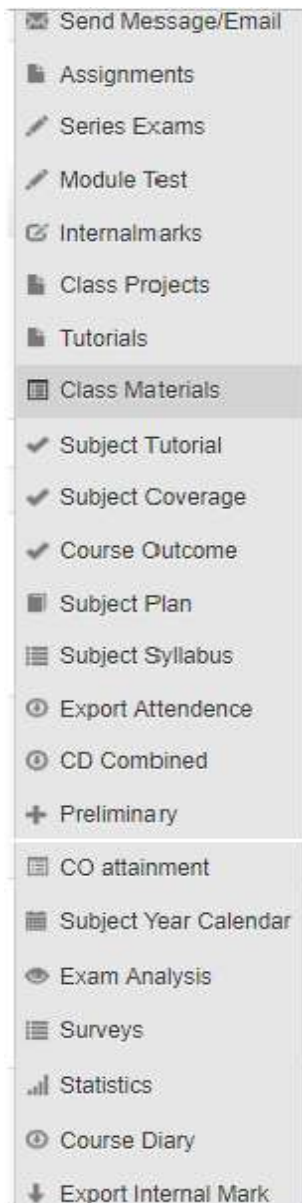 Send Message/Email
Assignments
Series Exams
Module Test
Internalmarks
Class Projects
Tutorials
Class Materials
Subject Tutorial
Subject Coverage
Course Outcome
Subject Plan
Subject Syllabus
Export Attendence
CD Combined
Preliminary
CO attainment
Subject Year Calendar
Exam Analysis
Surveys
Statistics
Course Diary
Export Internal Mark